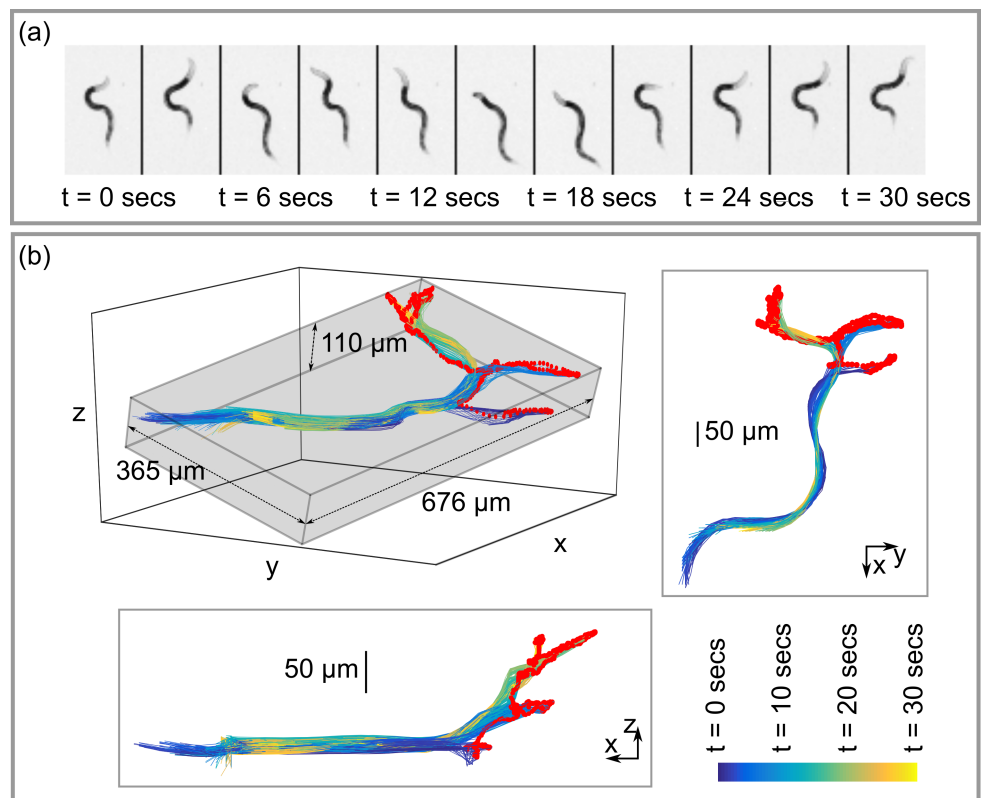 (a)
t = 0 secs
t = 6 secs
t = 12 secs
t = 18 secs
t = 24 secs
t = 30 secs
(b)
110 µm
z
365 µm
676 µm
y
x
50 µm
x
y
50 µm
z
x
t = 0 secs
t = 10 secs
t = 20 secs
t = 30 secs